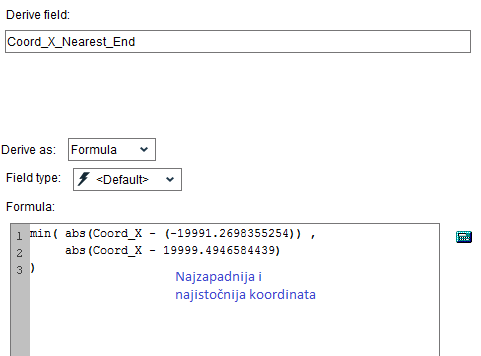 Derive field:
Coord_X_Nearest_End
Derive as: Formula
Field type: <Default>
Formula:
1 min( abs(Coord_X - (-19991.2698355254)) ,
2 abs(Coord_X - 19999.4946584439)
3 )
Najzapadnija i
najistočnija koordinata